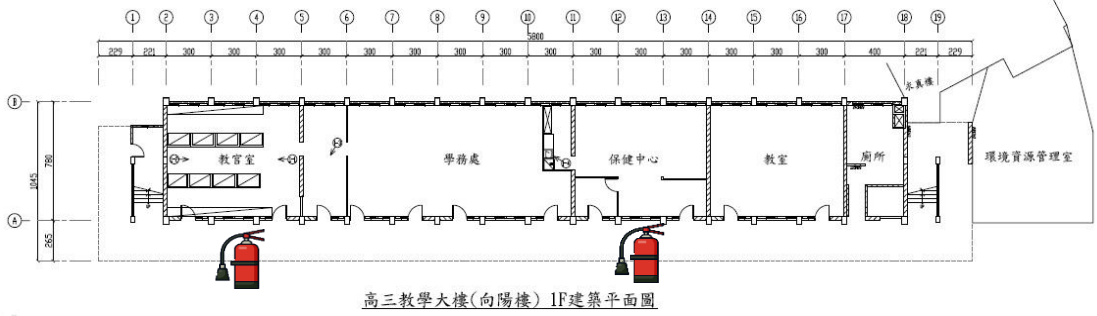 1 2 3 4 5 6 7 8 9 10 11 12 13 14 15 16 17 18 19
5800
229 221 300 300 300 300 300 300 300 300 300 300 300 300 300 300 300 400 221 229
永真樓
B
教官室 學務處 保健中心 教室 廁所 環境資源管理室
780
1045
A
265
高三教學大樓(向陽樓) 1F建築平面圖